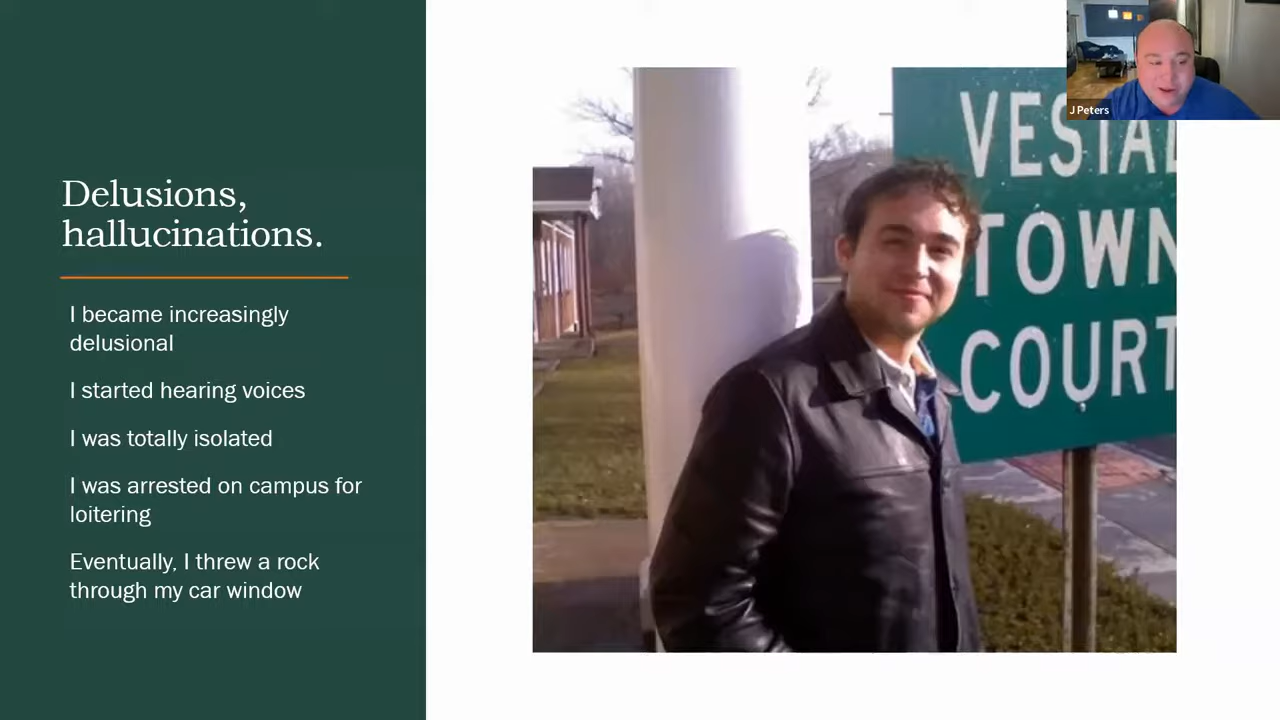 Delusions,
hallucinations.
I became increasingly
delusional
I started hearing voices
I was totally isolated
I was arrested on campus for
loitering
Eventually, I threw a rock
through my car window
VESTAL
TOWN
COURT
J Peters